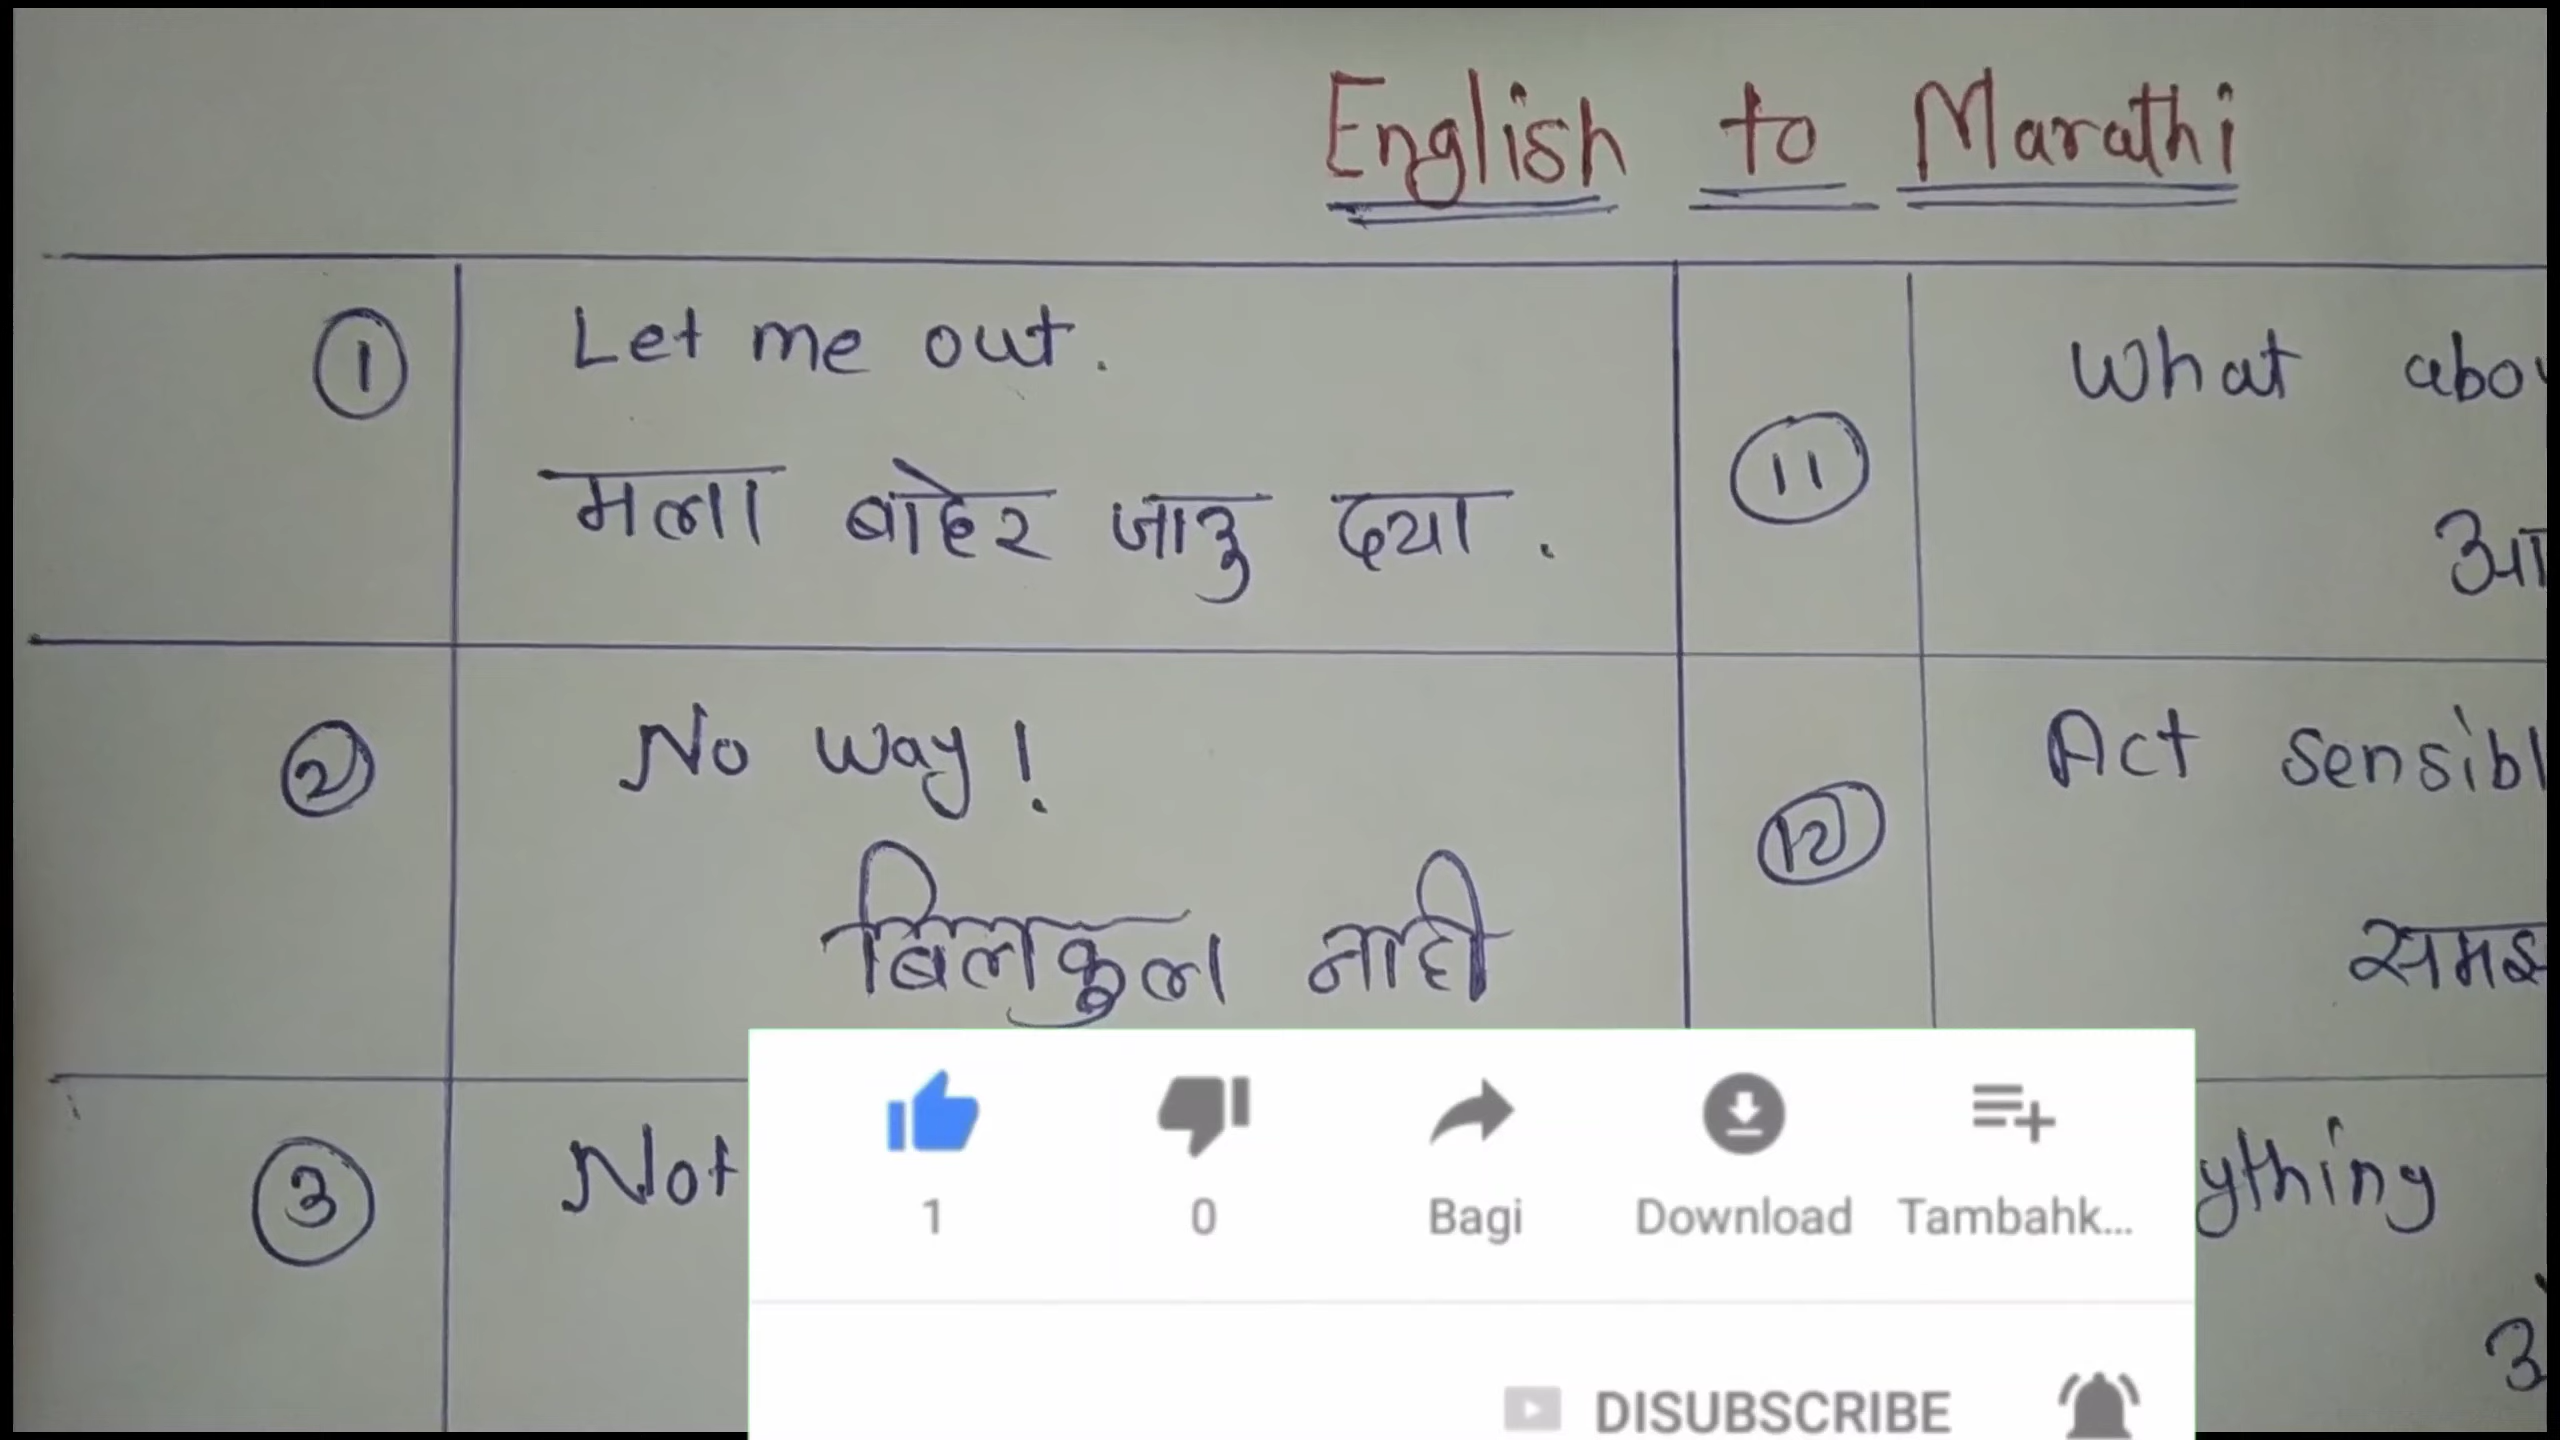 English to Marathi
1
Let me out.
मला बाहेर जाउ दया.
11
What
2
No way!
बिलकुल नाही
12
Act
3
Not
1
0
Bagi
Download
Tambahk...
DISUBSCRIBE